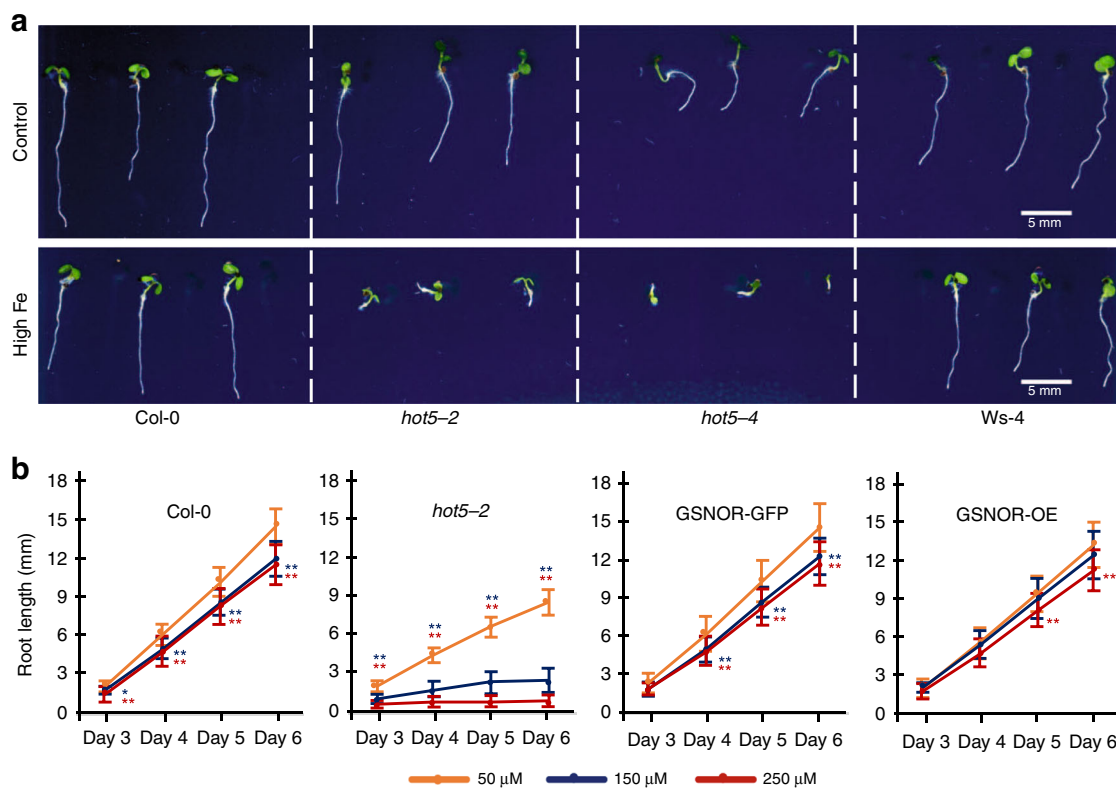 a
Control
5 mm
High Fe
5 mm
Col-0
hot5–2
hot5–4
Ws-4
b
Root length (mm)
18
15
12
9
6
3
0
Col-0
*
**
**
**
**
**
**
**
Day 3 Day 4 Day 5 Day 6
18
15
12
9
6
3
0
hot5–2
**
**
**
**
**
**
**
**
Day 3 Day 4 Day 5 Day 6
18
15
12
9
6
3
0
GSNOR-GFP
**
**
**
**
**
**
Day 3 Day 4 Day 5 Day 6
18
15
12
9
6
3
0
GSNOR-OE
**
**
Day 3 Day 4 Day 5 Day 6
50 μM 150 μM 250 μM